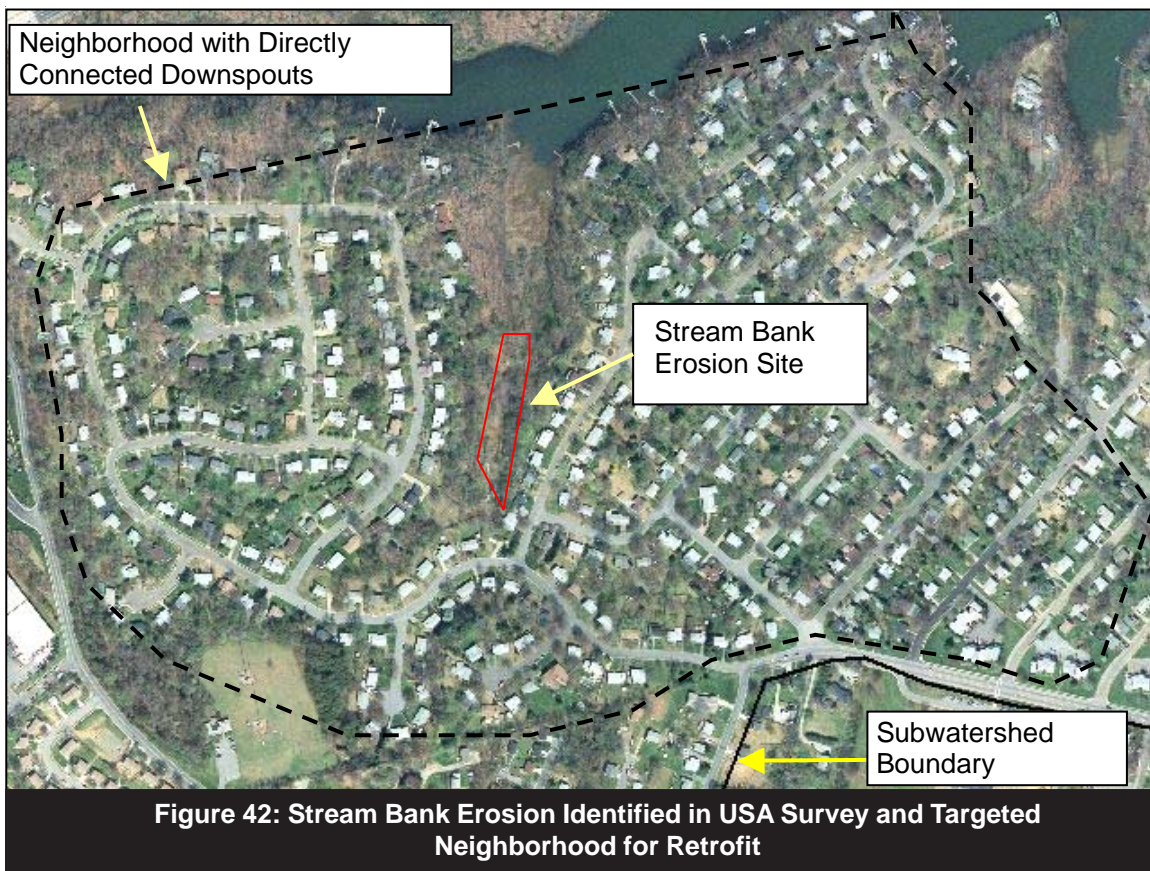 Neighborhood with Directly
Connected Downspouts
Stream Bank
Erosion Site
Subwatershed
Boundary
Figure 42: Stream Bank Erosion Identified in USA Survey and Targeted
Neighborhood for Retrofit